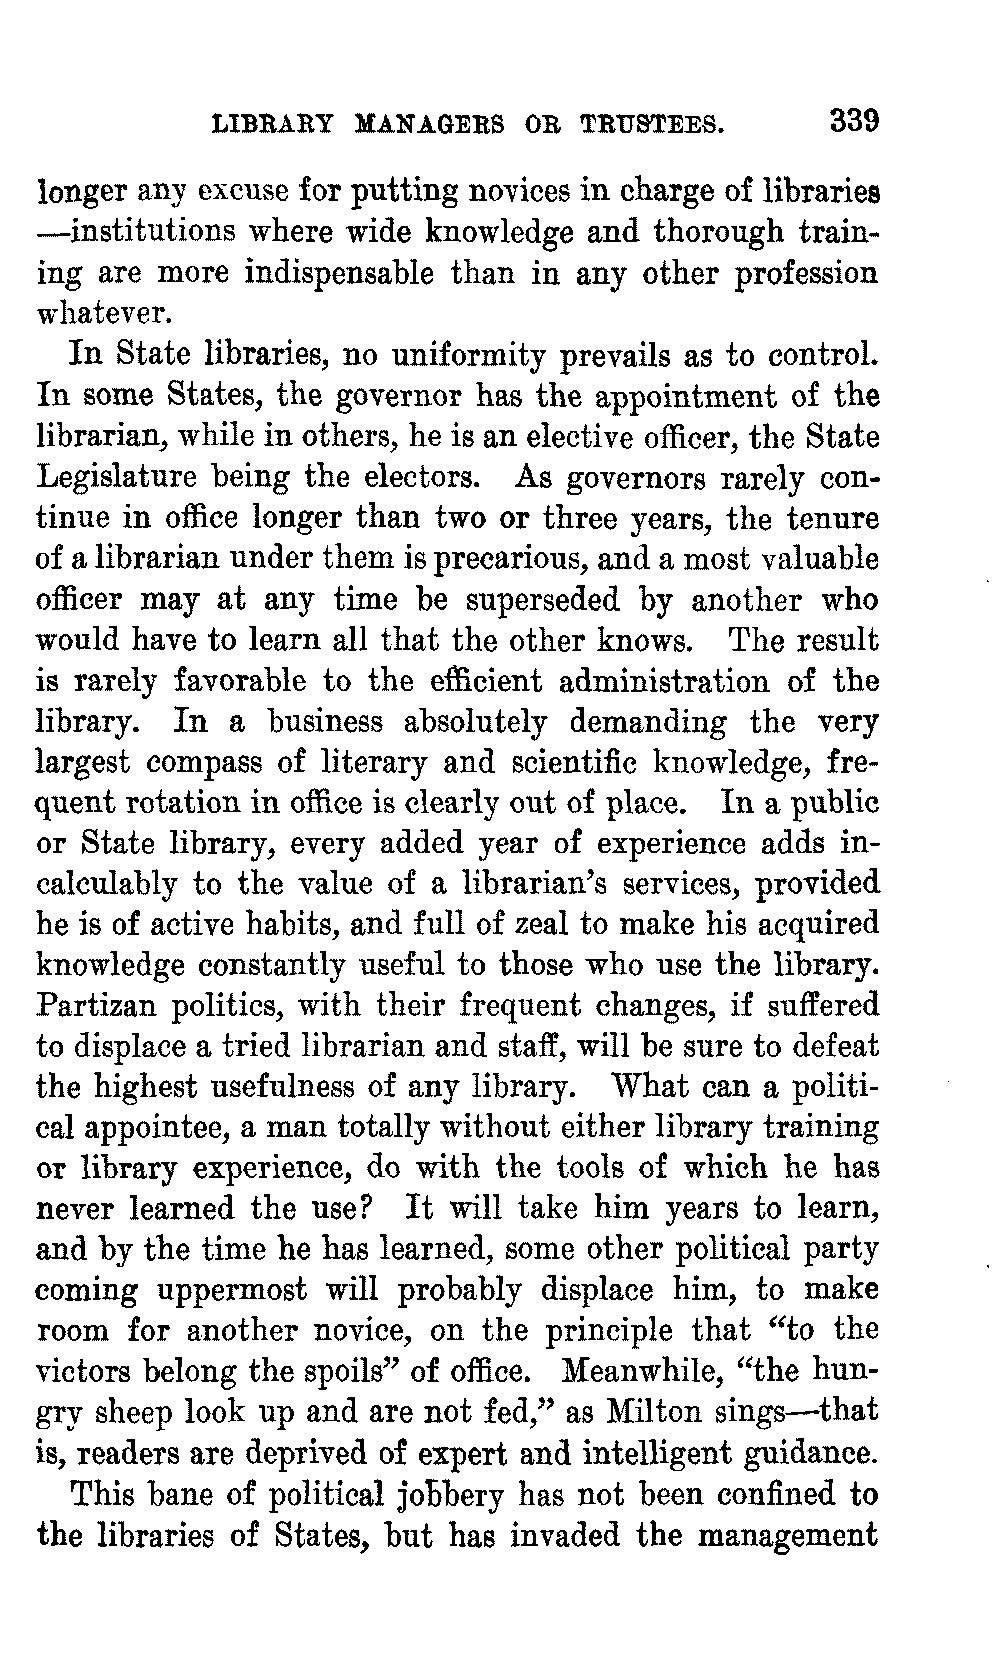 LIBRARY MANAGERS OR TRUSTEES. 339
longer any excuse for putting novices in charge of libraries
—institutions where wide knowledge and thorough train-
ing are more indispensable than in any other profession
whatever.
In State libraries, no uniformity prevails as to control.
In some States, the governor has the appointment of the
librarian, while in others, he is an elective officer, the State
Legislature being the electors. As governors rarely con-
tinue in office longer than two or three years, the tenure
of a librarian under them is precarious, and a most valuable
officer may at any time be superseded by another who
would have to learn all that the other knows. The result
is rarely favorable to the efficient administration of the
library. In a business absolutely demanding the very
largest compass of literary and scientific knowledge, fre-
quent rotation in office is clearly out of place. In a public
or State library, every added year of experience adds in-
calculably to the value of a librarian's services, provided
he is of active habits, and full of zeal to make his acquired
knowledge constantly useful to those who use the library.
Partizan politics, with their frequent changes, if suffered
to displace a tried librarian and staff, will be sure to defeat
the highest usefulness of any library. What can a politi-
cal appointee, a man totally without either library training
or library experience, do with the tools of which he has
never learned the use? It will take him years to learn,
and by the time he has learned, some other political party
coming uppermost will probably displace him, to make
room for another novice, on the principle that “to the
victors belong the spoils” of office. Meanwhile, “the hun-
gry sheep look up and are not fed,” as Milton sings—that
is, readers are deprived of expert and intelligent guidance.
This bane of political jobbery has not been confined to
the libraries of States, but has invaded the management